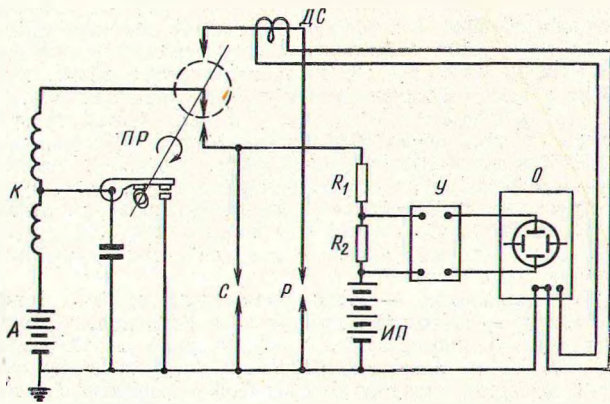 ДС
ПР
К
R₁
R₂
У
О
А
С
Р
ИП